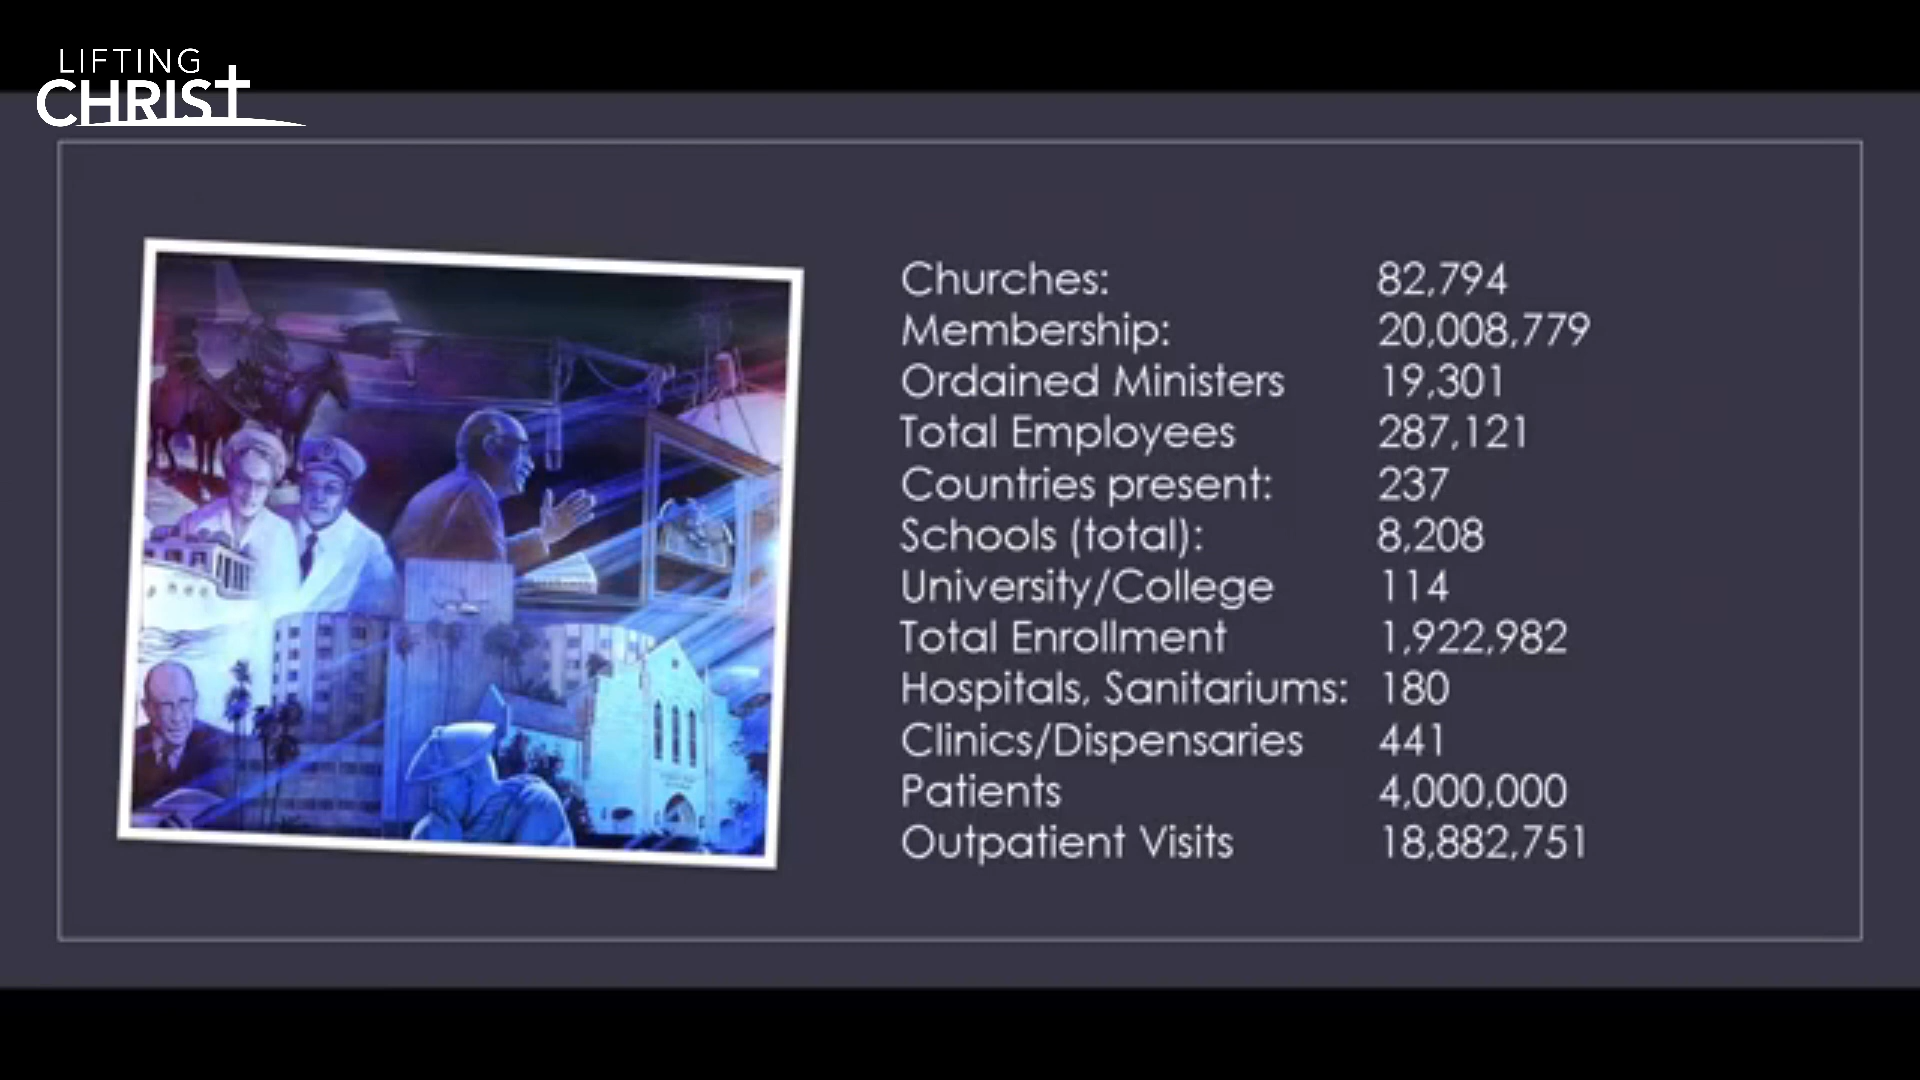 LIFTING
CHRIST
Churches: 82,794
Membership: 20,008,779
Ordained Ministers 19,301
Total Employees 287,121
Countries present: 237
Schools (total): 8,208
University/College 114
Total Enrollment 1,922,982
Hospitals, Sanitariums: 180
Clinics/Dispensaries 441
Patients 4,000,000
Outpatient Visits 18,882,751